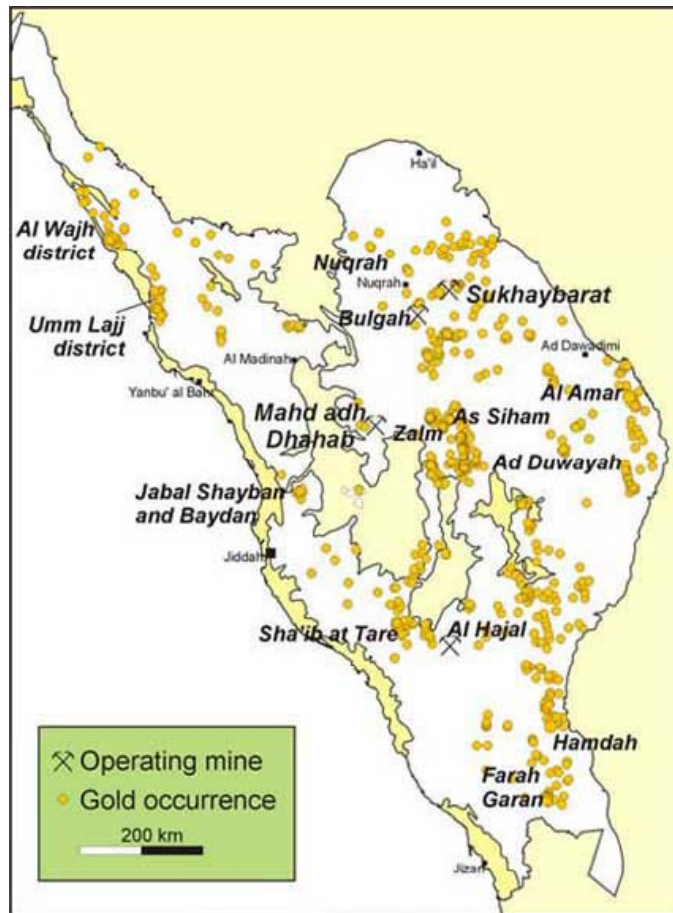 Ha'il
Al Wajh
district
Nuqrah
Nuqrah
Sukhaybarat
Bulgah
Umm Lajj
district
Al Madinah
Ad Dawadimi
Yanbu' al Bahr
Al Amar
Mahd adh
Dhahab
As Siham
Zalm
Ad Duwayah
Jabal Shayban
and Baydan
Jiddah
Sha'ib at Tare
Al Hajal
Hamdah
Farah
Garan
Operating mine
Gold occurrence
200 km
Jizan